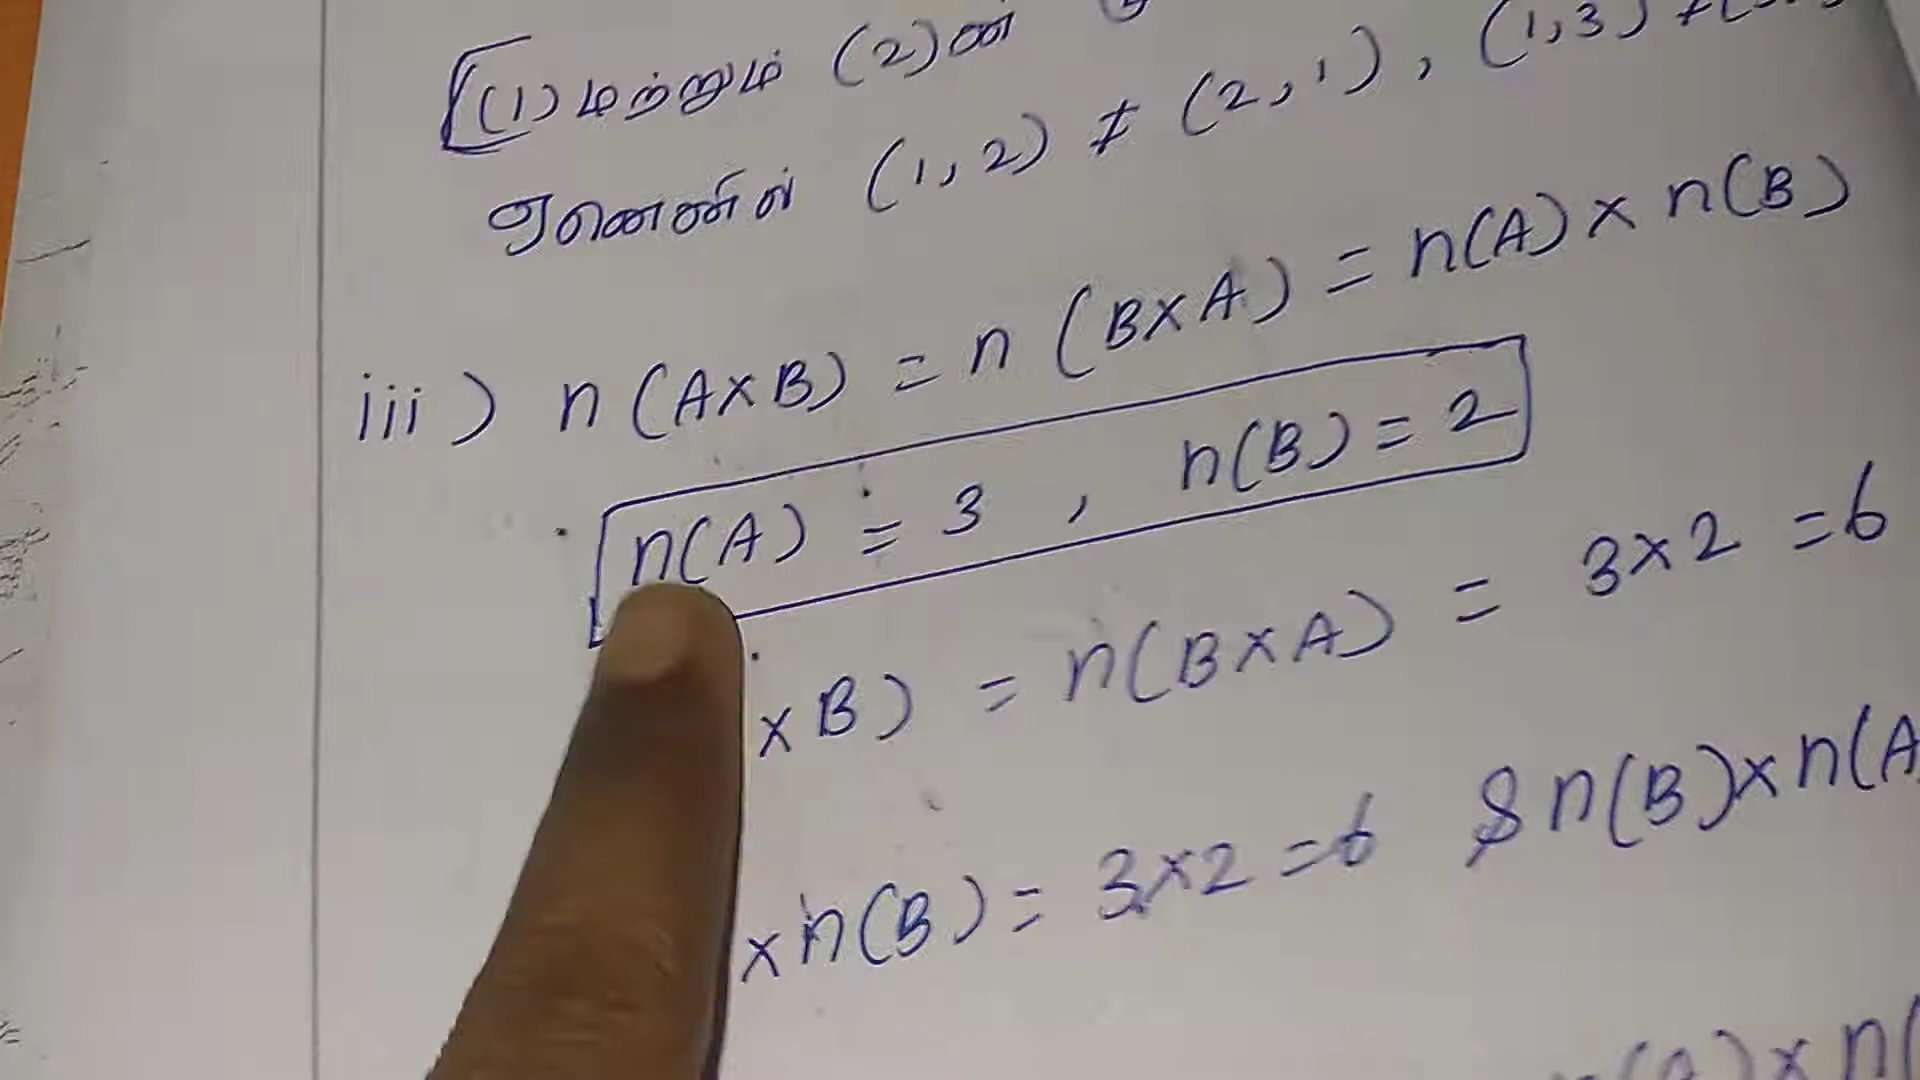 (1) மற்றும் (2)ன்
ஏனெனில் (1,2) ≠ (2,1), (1,3) ≠
iii) n(A×B) = n(B×A) = n(A)×n(B)
n(A) = 3, n(B) = 2
×B) = n(B×A) = 3×2 = 6
×n(B) = 3×2 = 6 & n(B)×n(A
(A)×n(